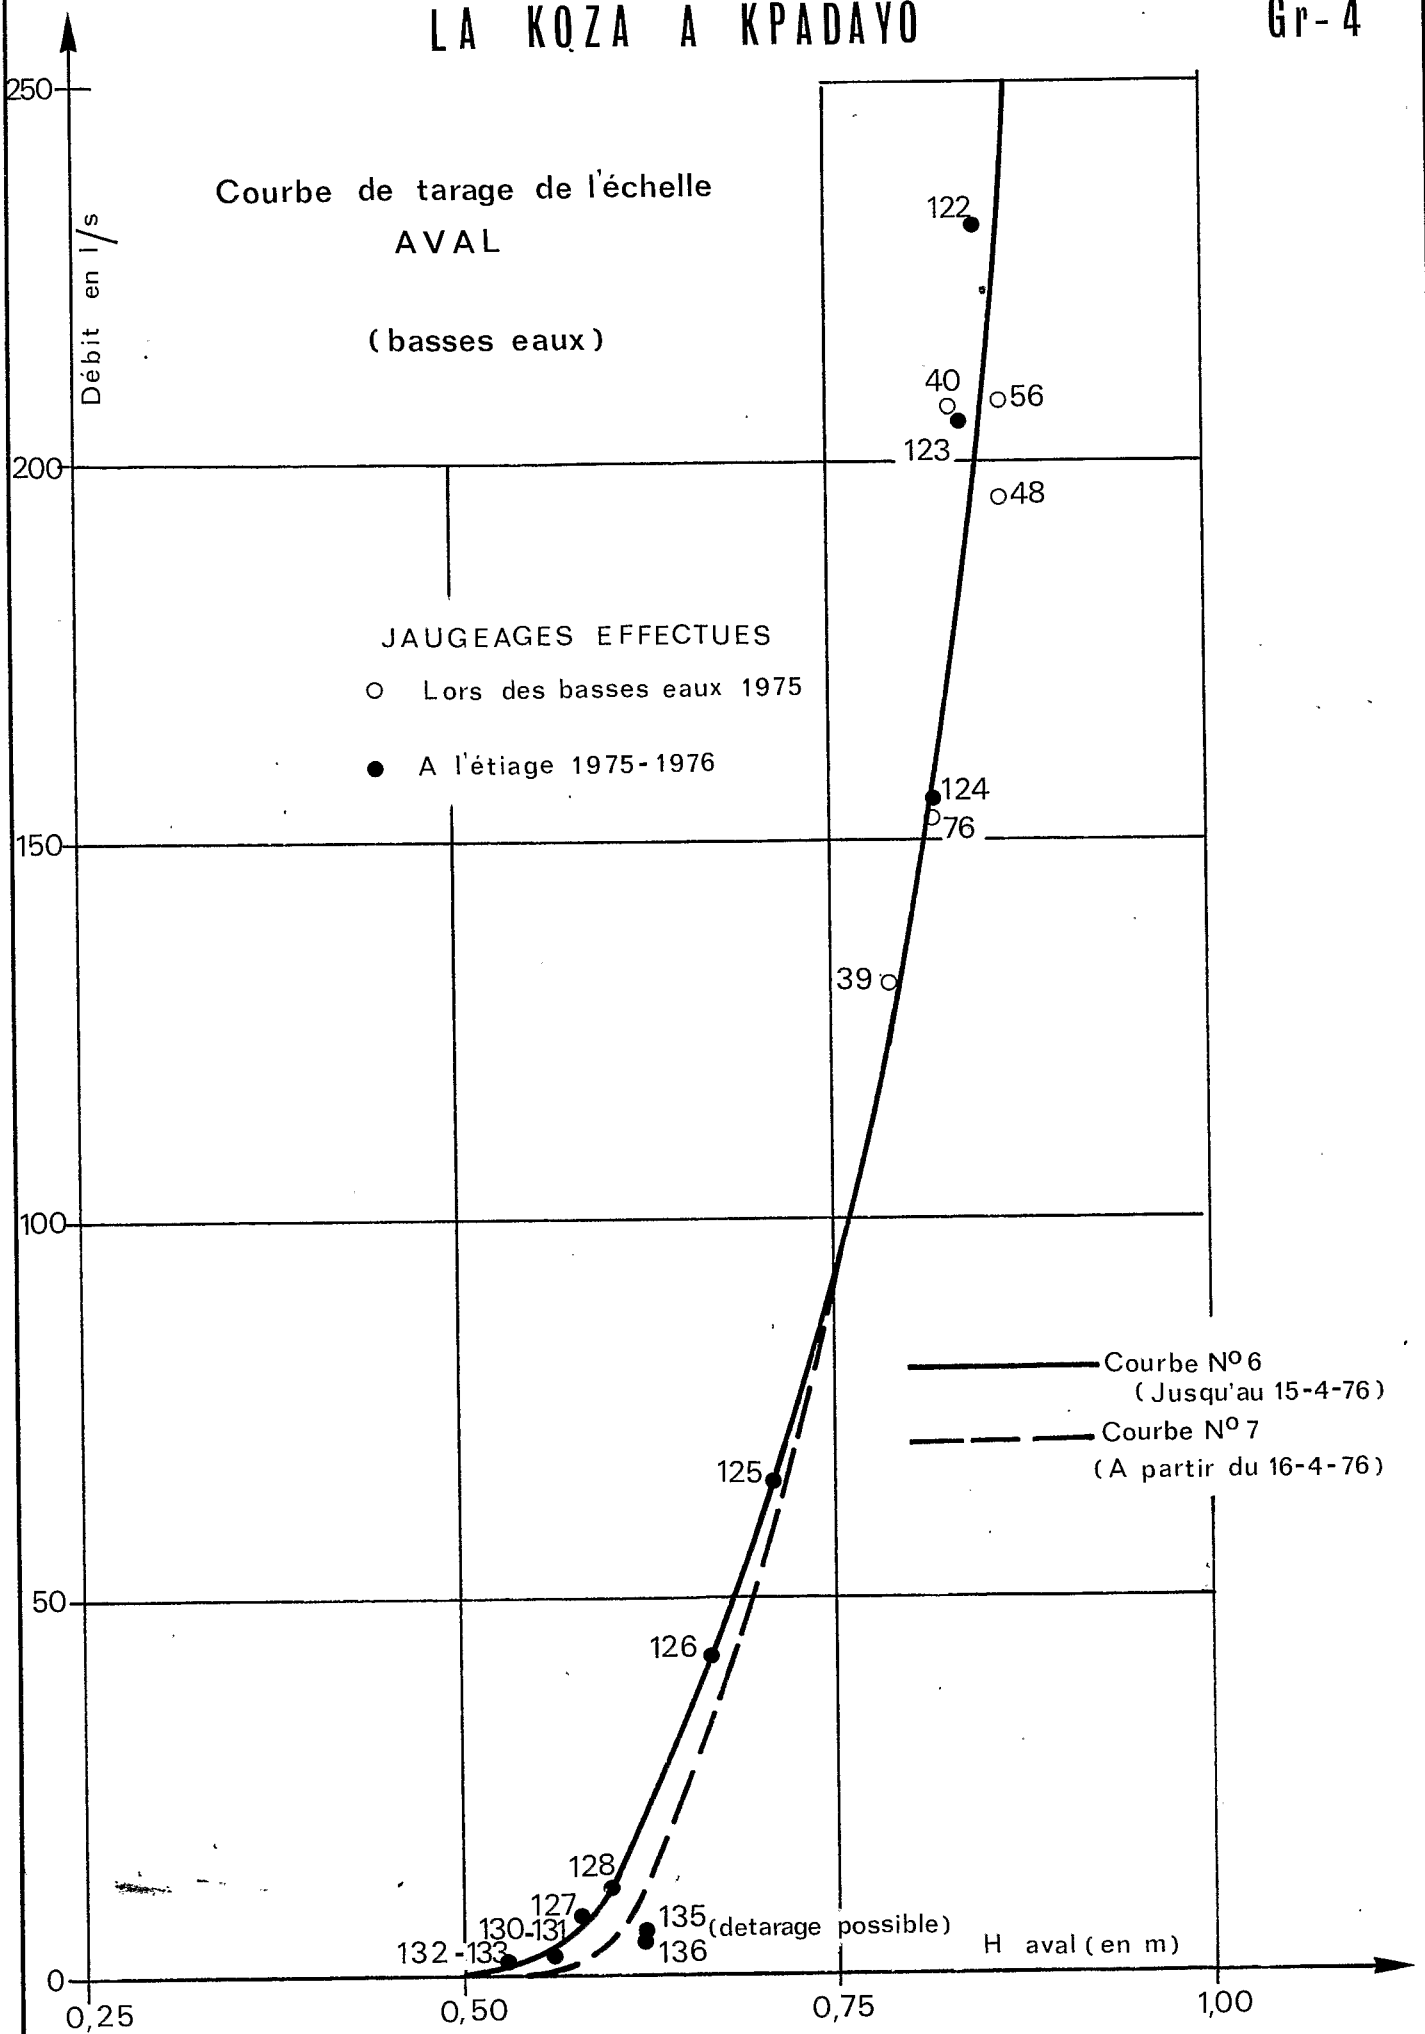 LA KOZA A KPADAYO
Gr-4
250
Courbe de tarage de l'échelle
AVAL
(basses eaux)
Débit en l/s
122
40
56
123
200
48
JAUGEAGES EFFECTUES
Lors des basses eaux 1975
A l'étiage 1975-1976
124
76
150
39
100
Courbe Nº 6
(Jusqu'au 15-4-76)
Courbe Nº 7
(A partir du 16-4-76)
125
50
126
128
127
130-131
132-133
135 (detarage possible)
136
H aval (en m)
0
0,25
0,50
0,75
1,00